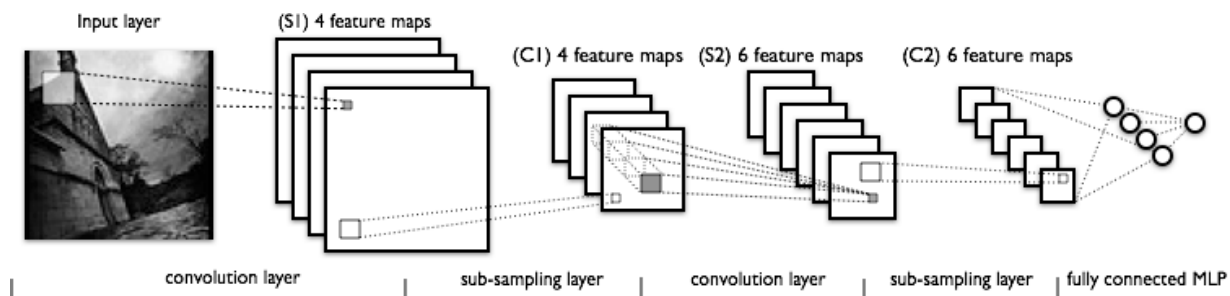 Input layer
(S1) 4 feature maps
(C1) 4 feature maps
(S2) 6 feature maps
(C2) 6 feature maps
convolution layer
sub-sampling layer
convolution layer
sub-sampling layer
fully connected MLP